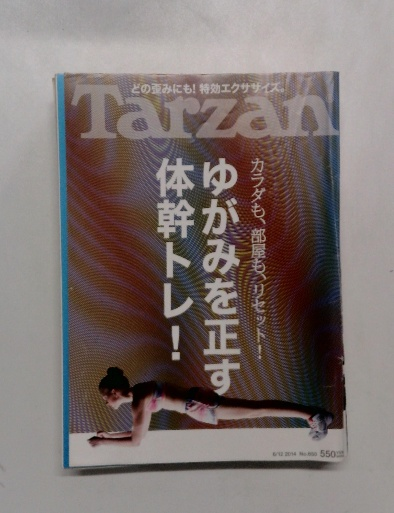 どの歪みにも!特効エクササイズ。
Tarzan
カラダも、部屋も、リセット!
ゆがみを正す
体幹トレ!
2014
550